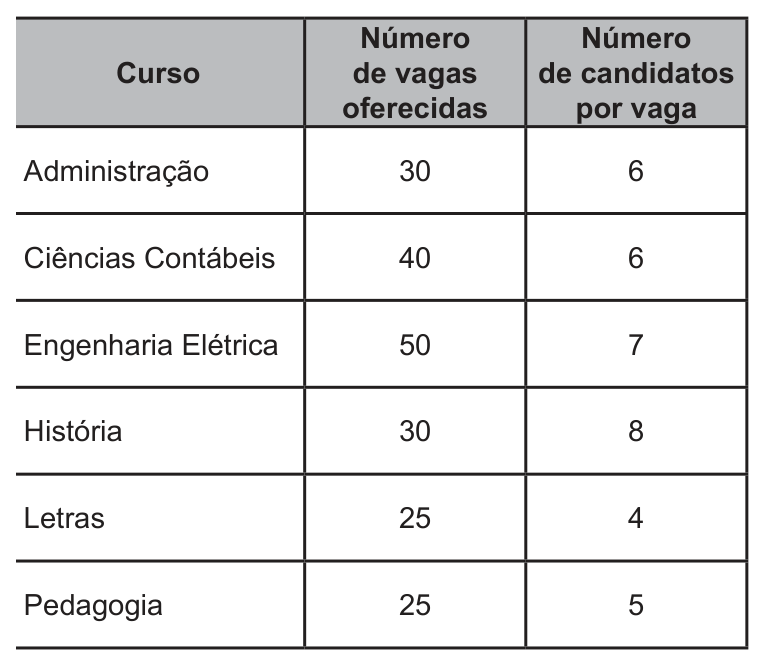 Curso
Número
de vagas
oferecidas
Número
de candidatos
por vaga
Administração 30 6
Ciências Contábeis 40 6
Engenharia Elétrica 50 7
História 30 8
Letras 25 4
Pedagogia 25 5